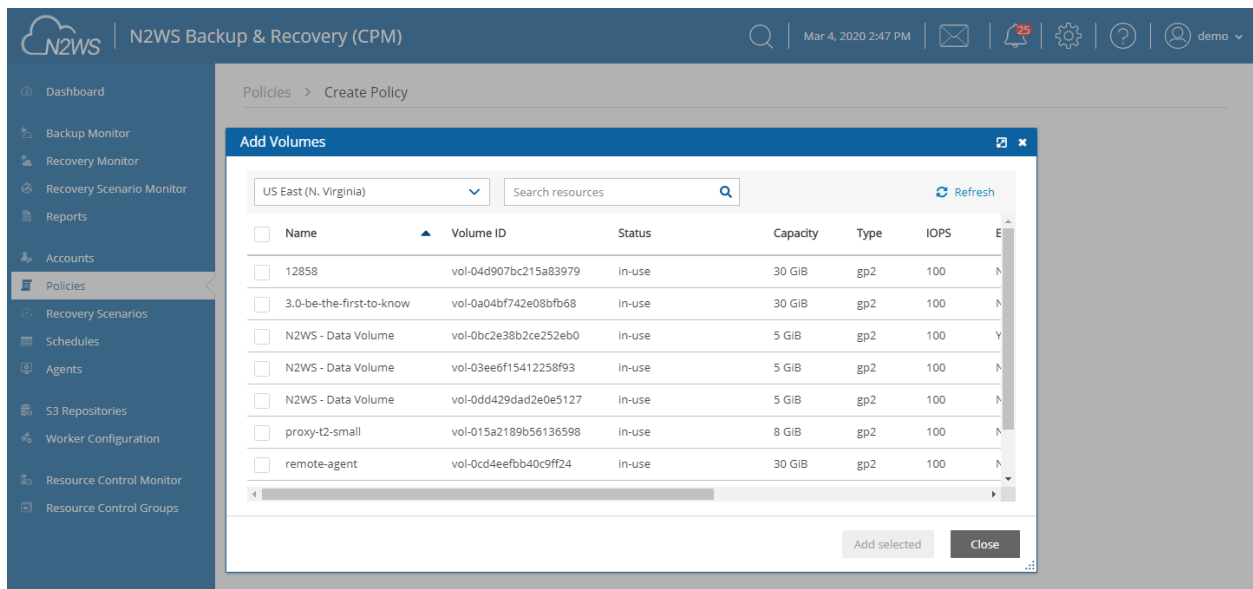 N2WS N2WS Backup & Recovery (CPM) Mar 4, 2020 2:47 PM 25 demo
Dashboard
Policies > Create Policy
Backup Monitor
Recovery Monitor
Recovery Scenario Monitor
Reports
Accounts
Policies
Recovery Scenarios
Schedules
Agents
S3 Repositories
Worker Configuration
Resource Control Monitor
Resource Control Groups
Add Volumes
US East (N. Virginia) Search resources Refresh
Name Volume ID Status Capacity Type IOPS
12858 vol-04d907bc215a83979 in-use 30 GiB gp2 100
3.0-be-the-first-to-know vol-0a04bf742e08bfb68 in-use 30 GiB gp2 100
N2WS - Data Volume vol-0bc2e38b2ce252eb0 in-use 5 GiB gp2 100
N2WS - Data Volume vol-03ee6f15412258f93 in-use 5 GiB gp2 100
N2WS - Data Volume vol-0dd429dad2e0e5127 in-use 5 GiB gp2 100
proxy-t2-small vol-015a2189b56136598 in-use 8 GiB gp2 100
remote-agent vol-0cd4eefbb40c9ff24 in-use 30 GiB gp2 100
Add selected Close